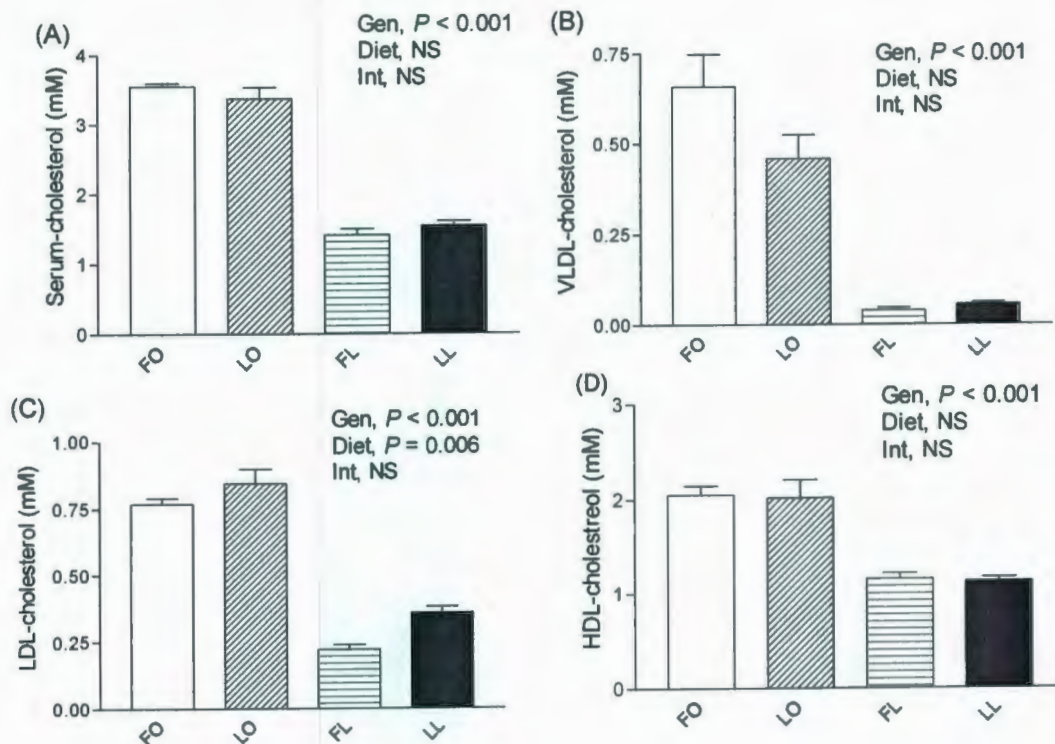 (A)
Gen, P < 0.001
Diet, NS
Int, NS
Serum-cholesterol (mM)
4
3
2
1
0
FO
LO
FL
LL
(B)
Gen, P < 0.001
Diet, NS
Int, NS
VLDL-cholesterol (mM)
0.75
0.50
0.25
0.00
FO
LO
FL
LL
(C)
Gen, P < 0.001
Diet, P = 0.006
Int, NS
LDL-cholesterol (mM)
1.00
0.75
0.50
0.25
0.00
FO
LO
FL
LL
(D)
Gen, P < 0.001
Diet, NS
Int, NS
HDL-cholestreol (mM)
3
2
1
0
FO
LO
FL
LL